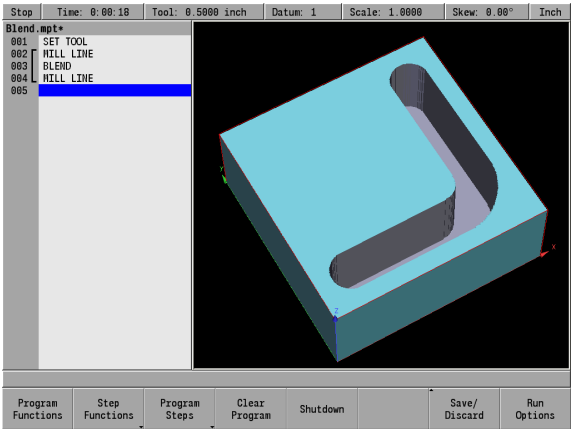 Stop Time: 0:00:18 Tool: 0.5000 inch Datum: 1 Scale: 1.0000 Skew: 0.00° Inch
Blend.mpt*
001 SET TOOL
002 MILL LINE
003 BLEND
004 MILL LINE
005
Y
X
Z
Program Functions
Step Functions
Program Steps
Clear Program
Shutdown
Save/ Discard
Run Options